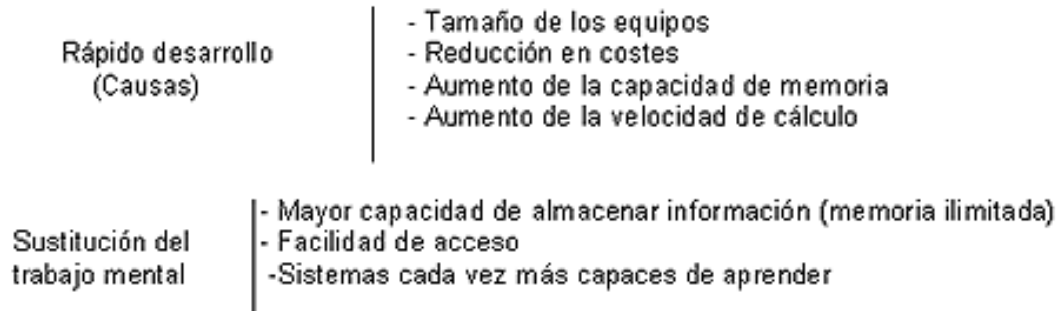 Rápido desarrollo
(Causas)
- Tamaño de los equipos
- Reducción en costes
- Aumento de la capacidad de memoria
- Aumento de la velocidad de cálculo
Sustitución del
trabajo mental
- Mayor capacidad de almacenar información (memoria ilimitada)
- Facilidad de acceso
-Sistemas cada vez más capaces de aprender